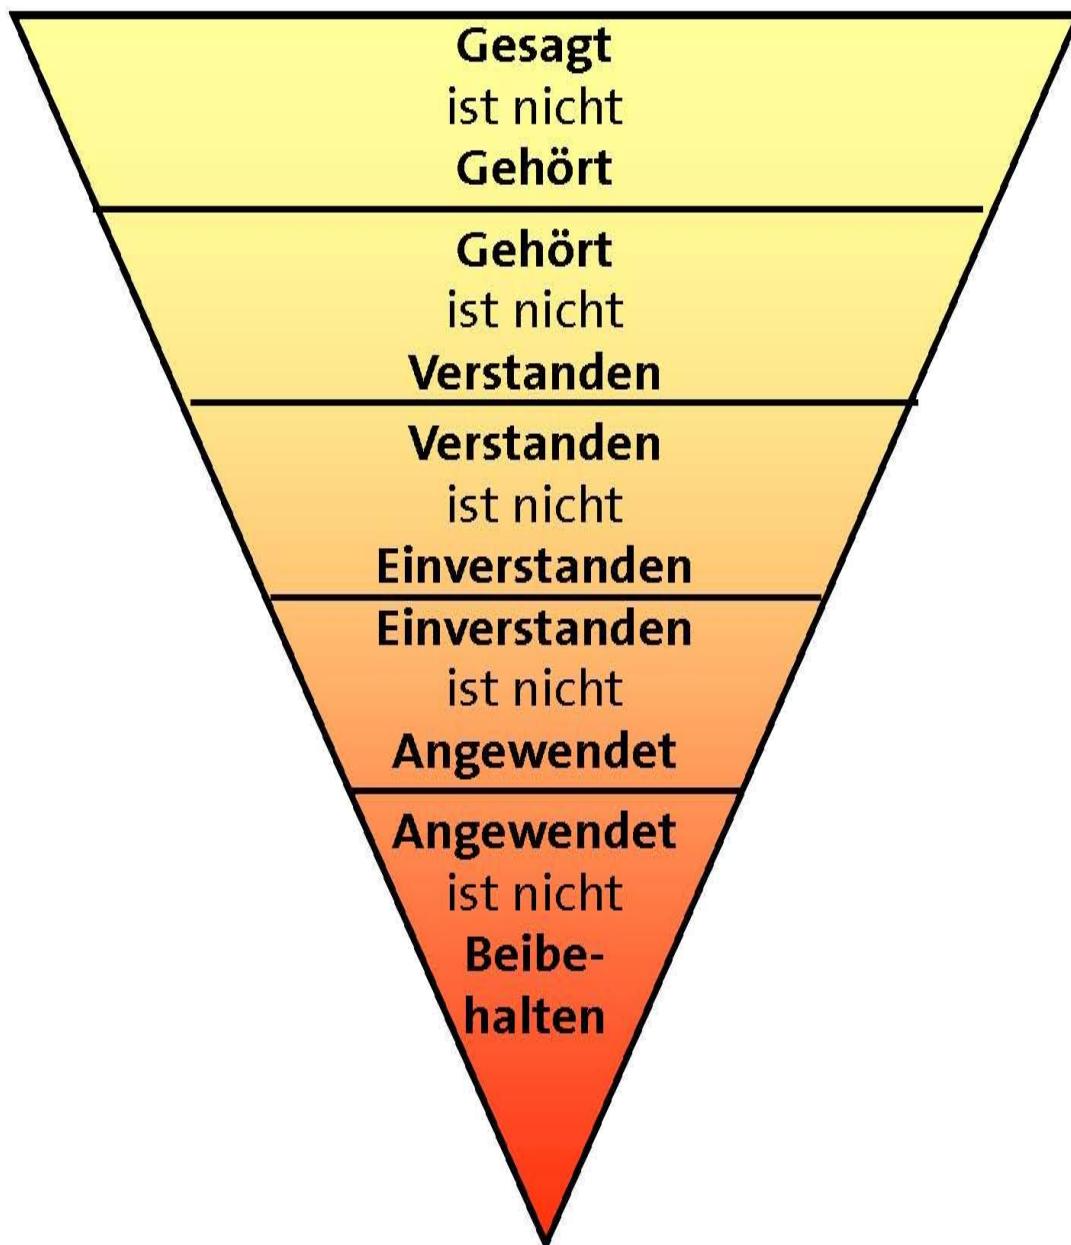 Gesagt
ist nicht
Gehört
Gehört
ist nicht
Verstanden
Verstanden
ist nicht
Einverstanden
Einverstanden
ist nicht
Angewendet
Angewendet
ist nicht
Beibe-
halten